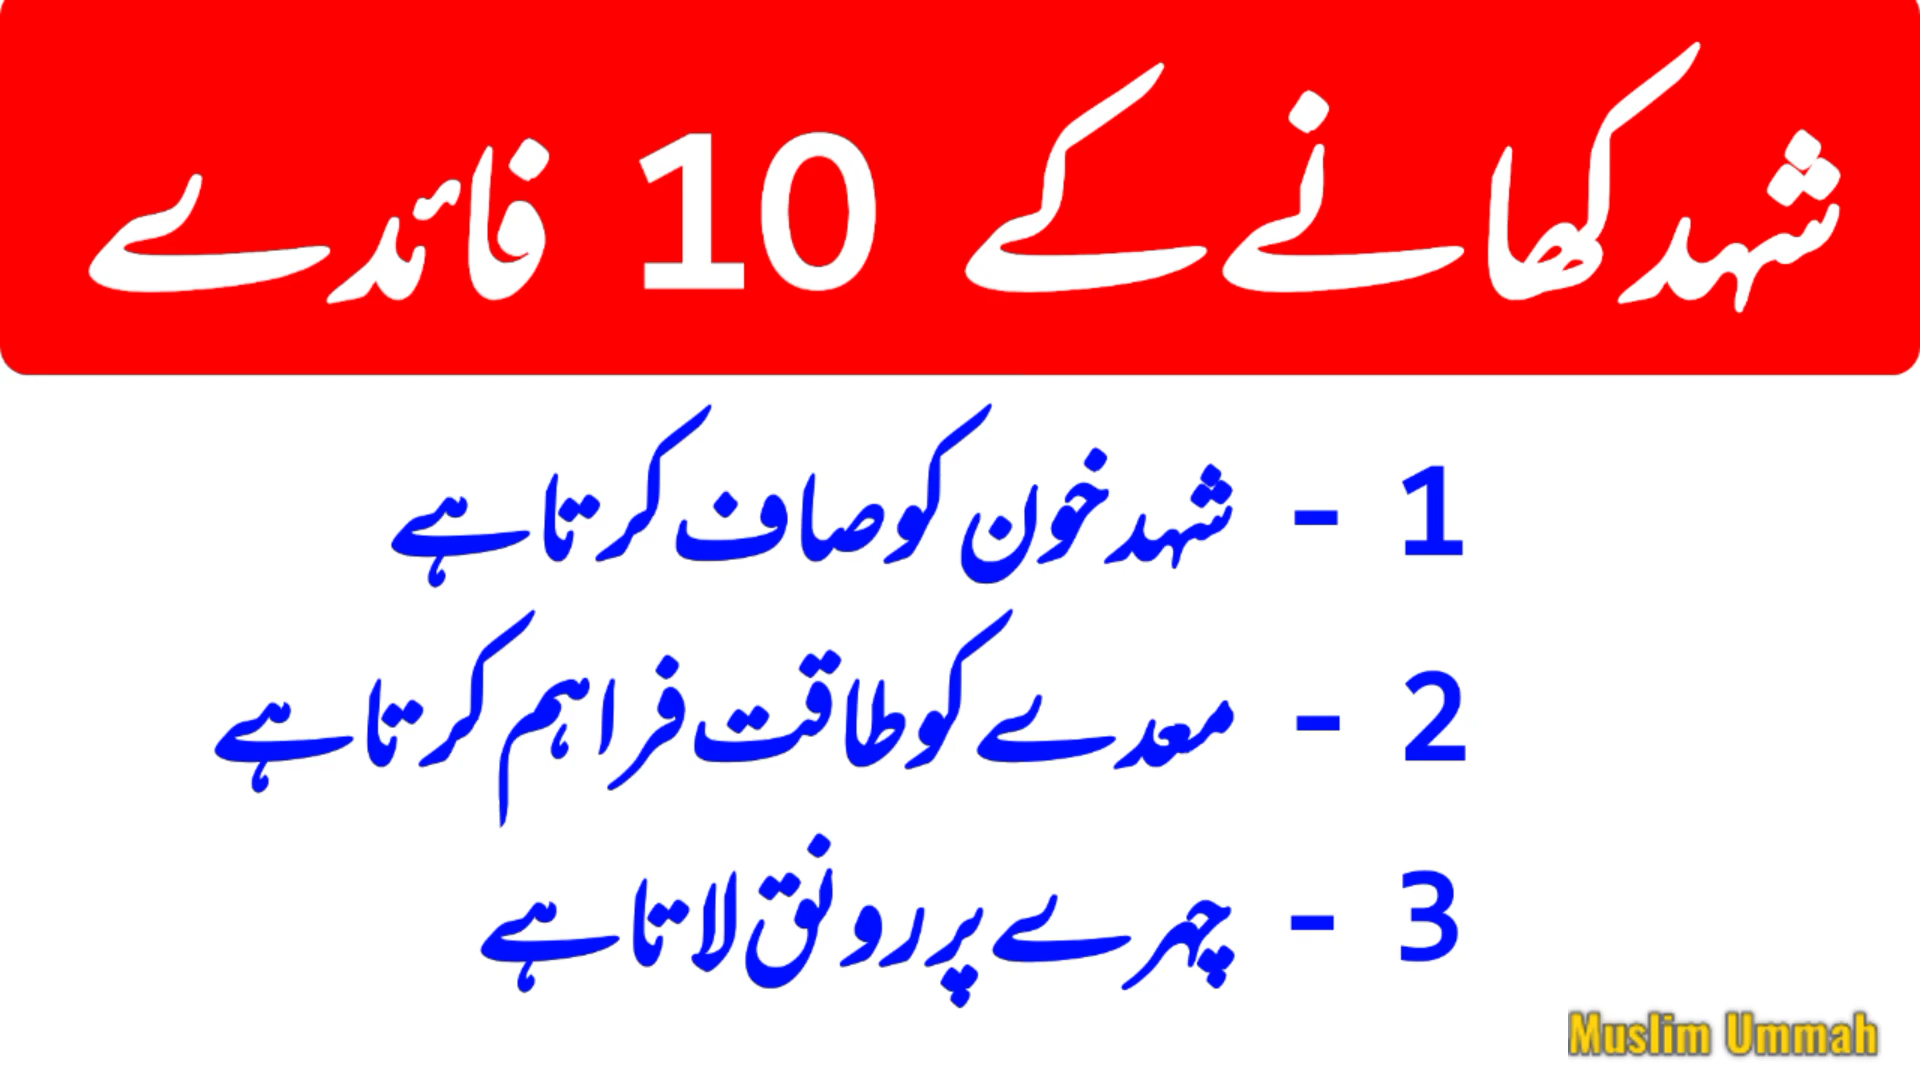 شہد کھانے کے 10 فائدے
1 - شہد خون کو صاف کرتا ہے
2 - معدے کو طاقت فراہم کرتا ہے
3 - چہرے پر رونق لاتا ہے
Muslim Ummah